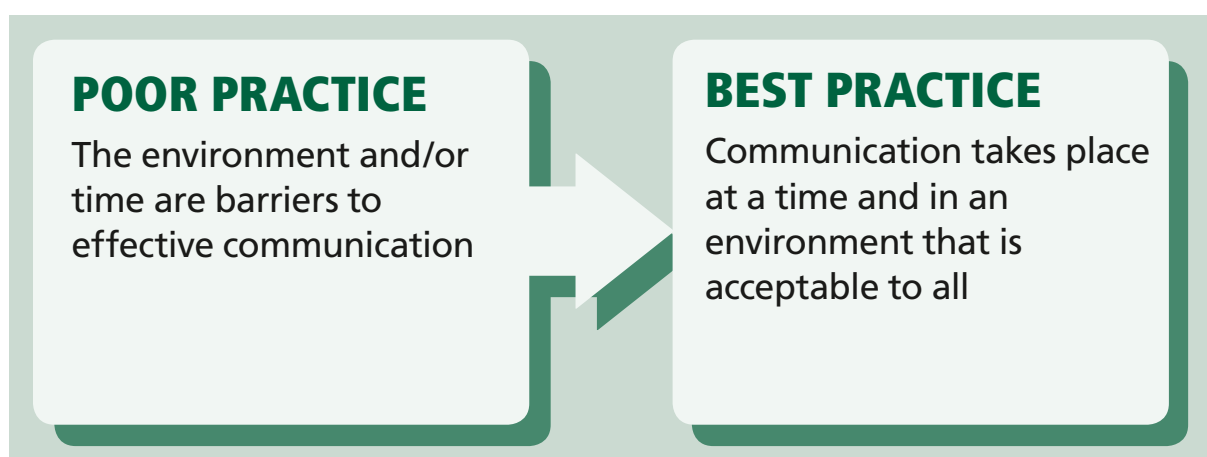 POOR PRACTICE
The environment and/or
time are barriers to
effective communication
BEST PRACTICE
Communication takes place
at a time and in an
environment that is
acceptable to all